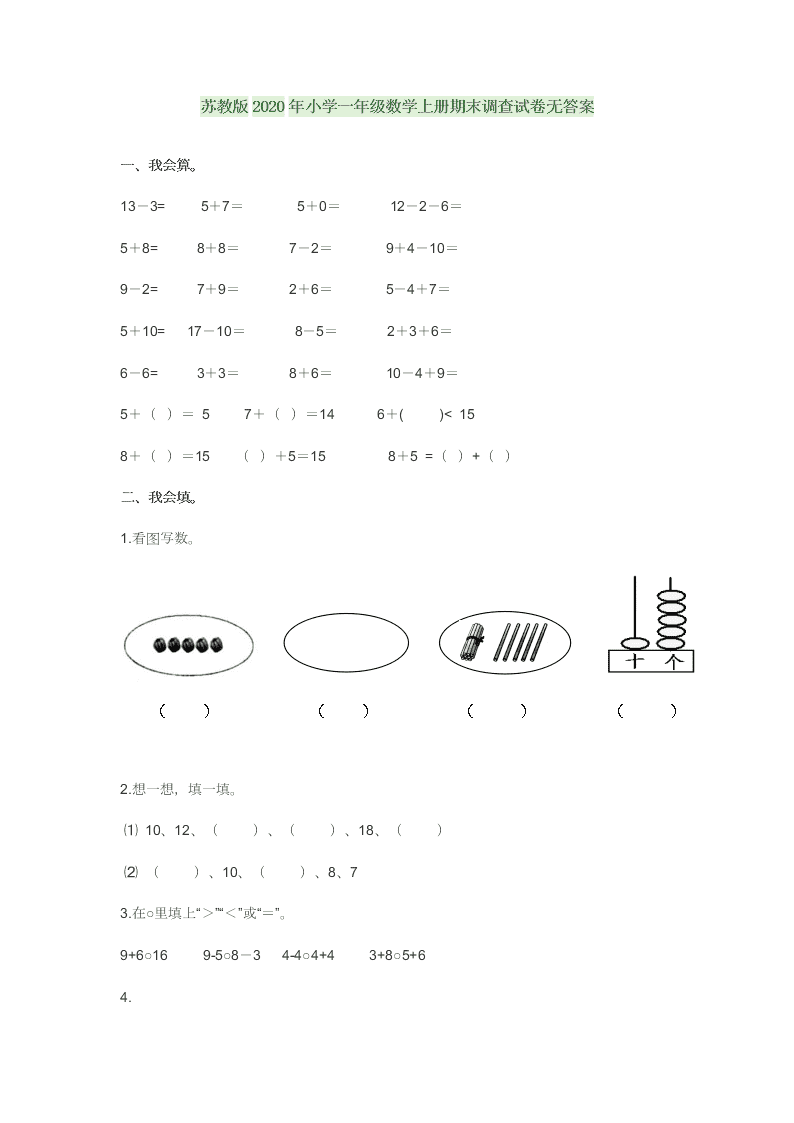 苏教版2020年小学一年级数学上册期末调查试卷无答案
一、我会算。
13－3= 5＋7＝ 5＋0＝ 12－2－6＝
5＋8= 8＋8＝ 7－2＝ 9＋4－10＝
9－2= 7＋9＝ 2＋6＝ 5－4＋7＝
5＋10= 17－10＝ 8－5＝ 2＋3＋6＝
6－6= 3＋3＝ 8＋6＝ 10－4＋9＝
5＋（ ）＝ 5 7＋（ ）＝14 6＋( )< 15
8＋（ ）＝15 （ ）＋5＝15 8＋5 =（ ）+（ ）
二、我会填。
1.看图写数。
十 个
（ ） （ ） （ ） （ ）
2.想一想，填一填。
⑴ 10、12、（ ）、（ ）、18、（ ）
⑵ （ ）、10、（ ）、8、7
3.在○里填上“＞”“＜”或“＝”。
9+6○16 9-5○8－3 4-4○4+4 3+8○5+6
4.